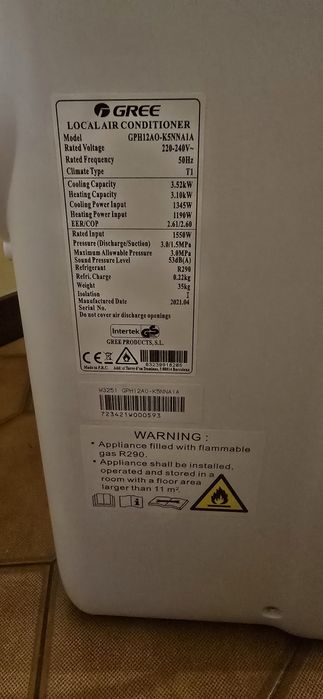 GREE
LOCAL AIR CONDITIONER
Model GPH12AO-K5NNA1A
Rated Voltage 220-240V~
Rated Frequency 50Hz
Climate Type T1
Cooling Capacity 3.52kW
Heating Capacity 3.10kW
Cooling Power Input 1345W
Heating Power Input 1190W
EER/COP 2.61/2.60
Rated Input 1550W
Pressure (Discharge/Suction) 3.0/1.5MPa
Maximum Allowable Pressure 3.0MPa
Sound Pressure Level 53dB(A)
Refrigerant R290
Refri. Charge 0.22kg
Weight 35kg
Isolation I
Manufactured Date 2021.04
Serial No.
Do not cover air discharge openings
Intertek GS
GREE PRODUCTS, S.L.
CE
Made in P.R.C.
W3251 GPH12AO-K5NNA1A
723421W000593
WARNING :
• Appliance filled with flammable
gas R290.
• Appliance shall be installed,
operated and stored in a
room with a floor area
larger than 11 m².